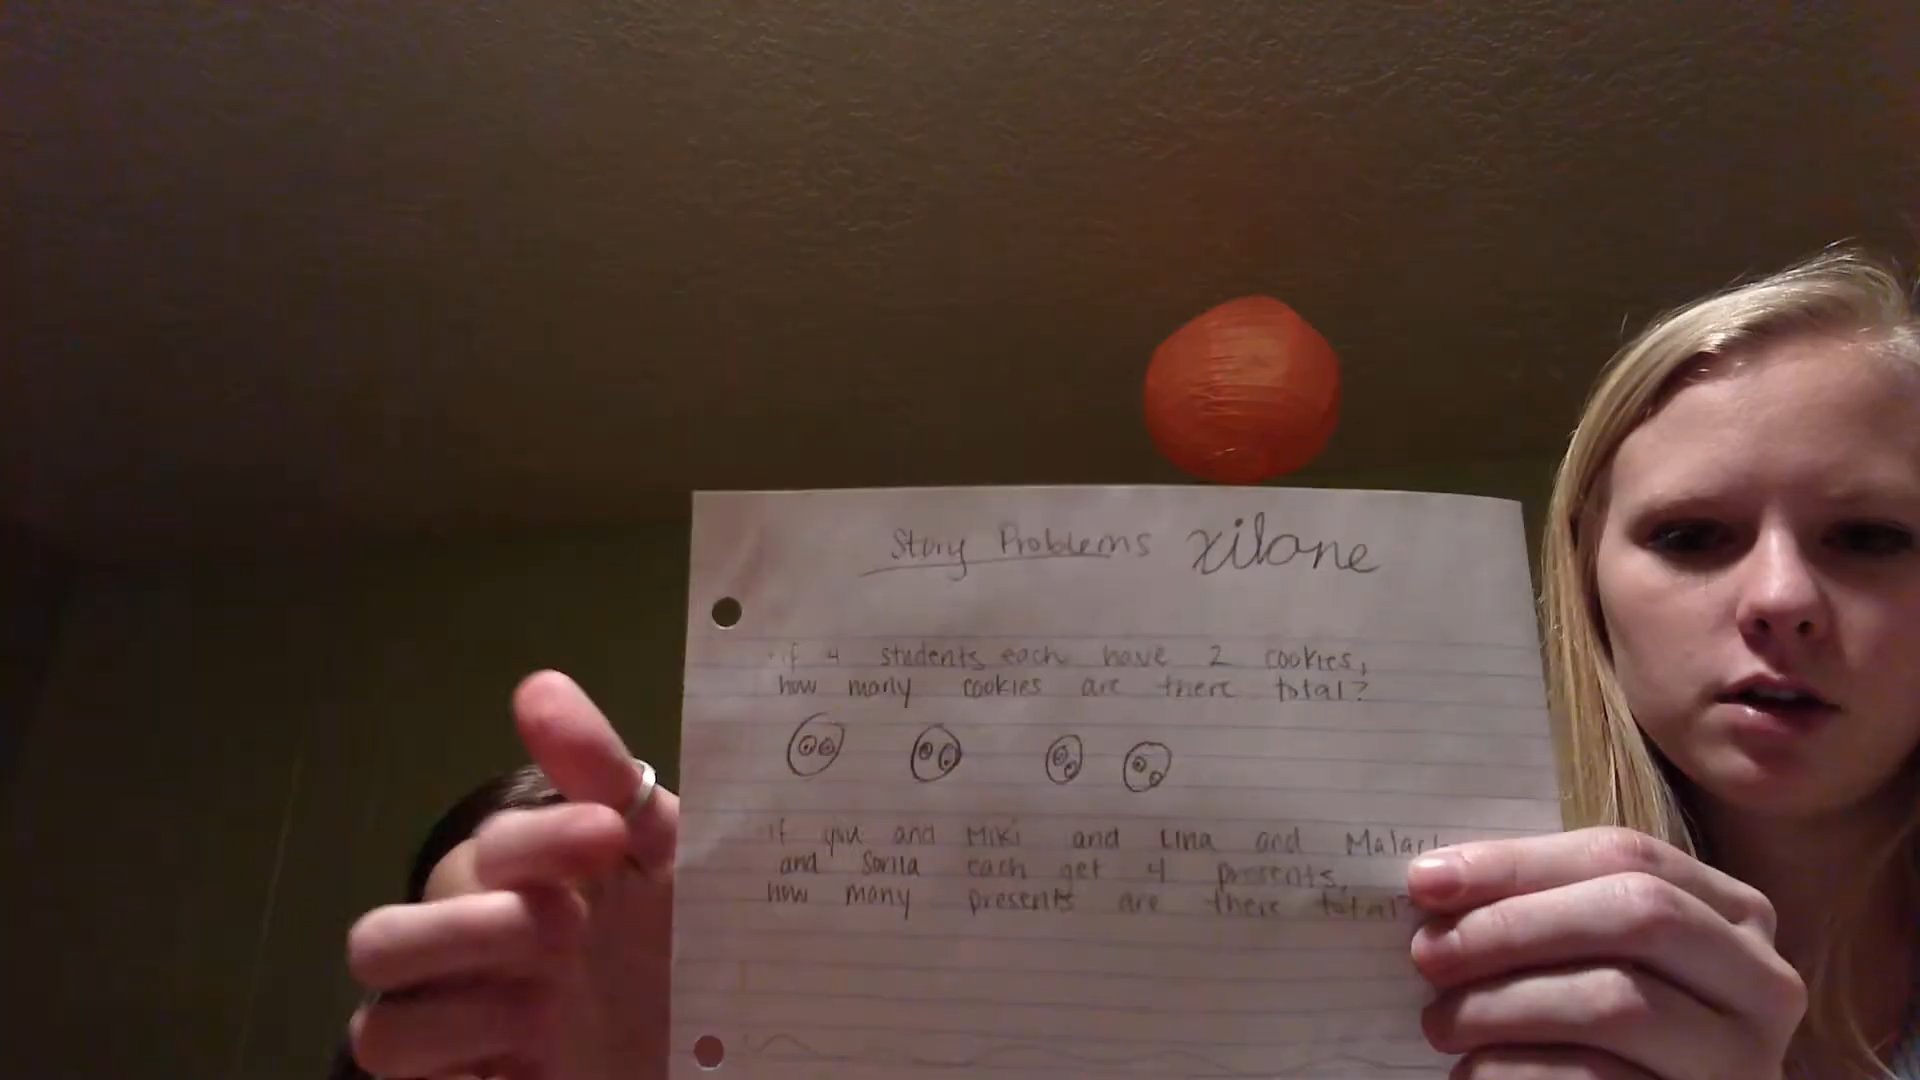 Story Problems xilone
· if 4 students each have 2 cookies,
how many cookies are there total?
if you and Miki and Lina and
and each get 4 presents,
how many presents are there total?